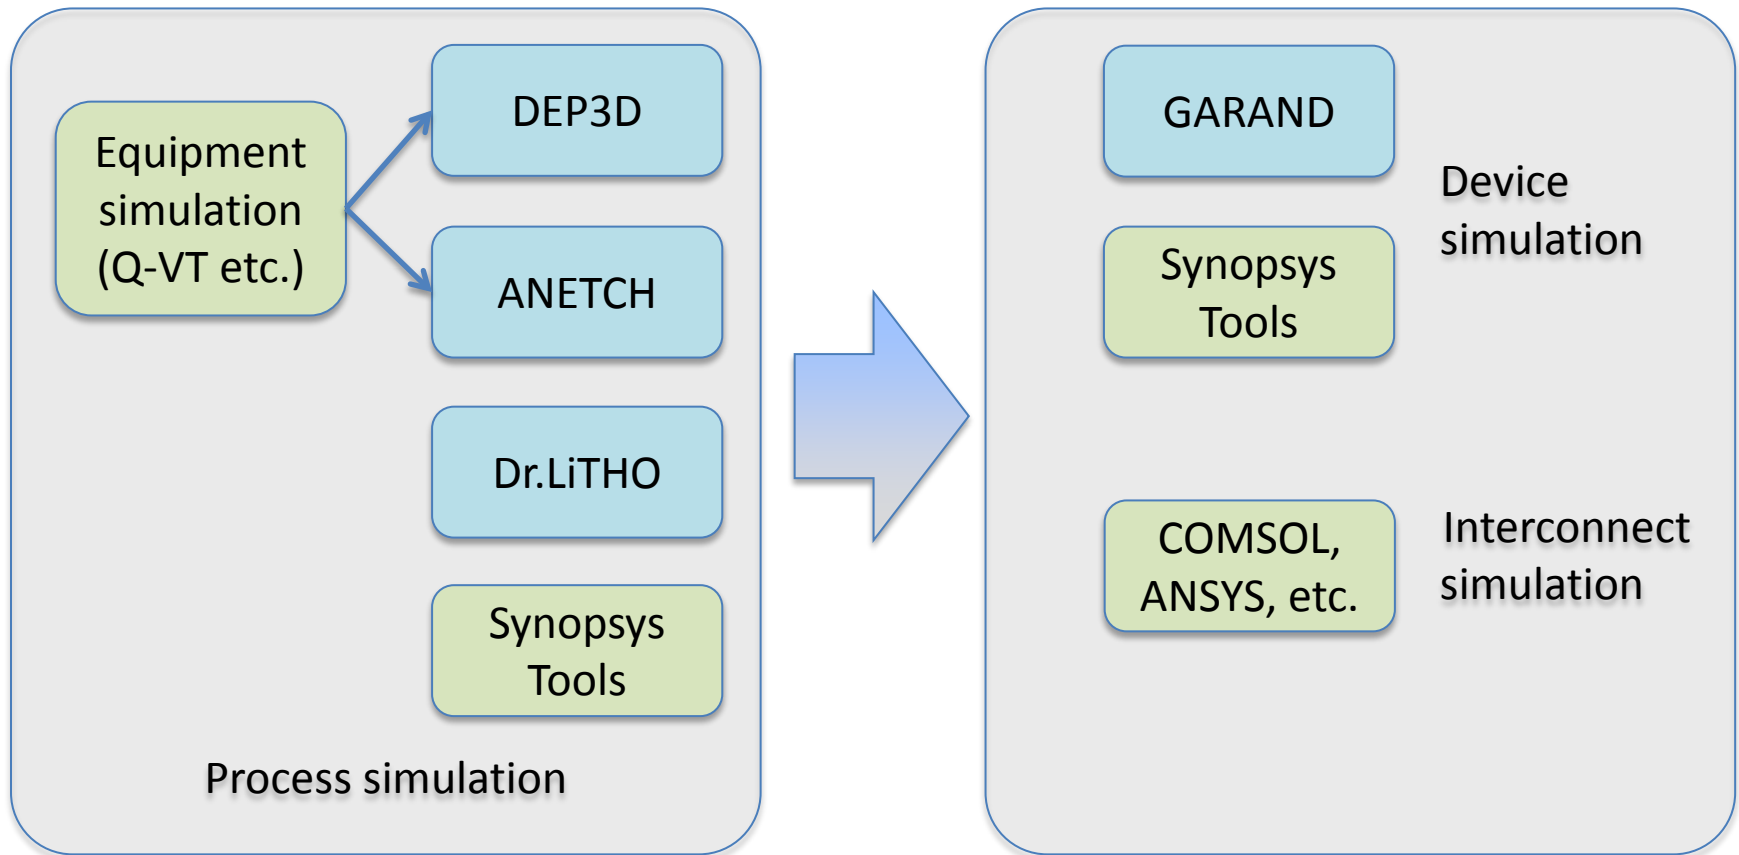 Equipment
simulation
(Q-VT etc.)
DEP3D
ANETCH
Dr.LiTHO
Synopsys
Tools
Process simulation
GARAND
Synopsys
Tools
Device
simulation
COMSOL,
ANSYS, etc.
Interconnect
simulation